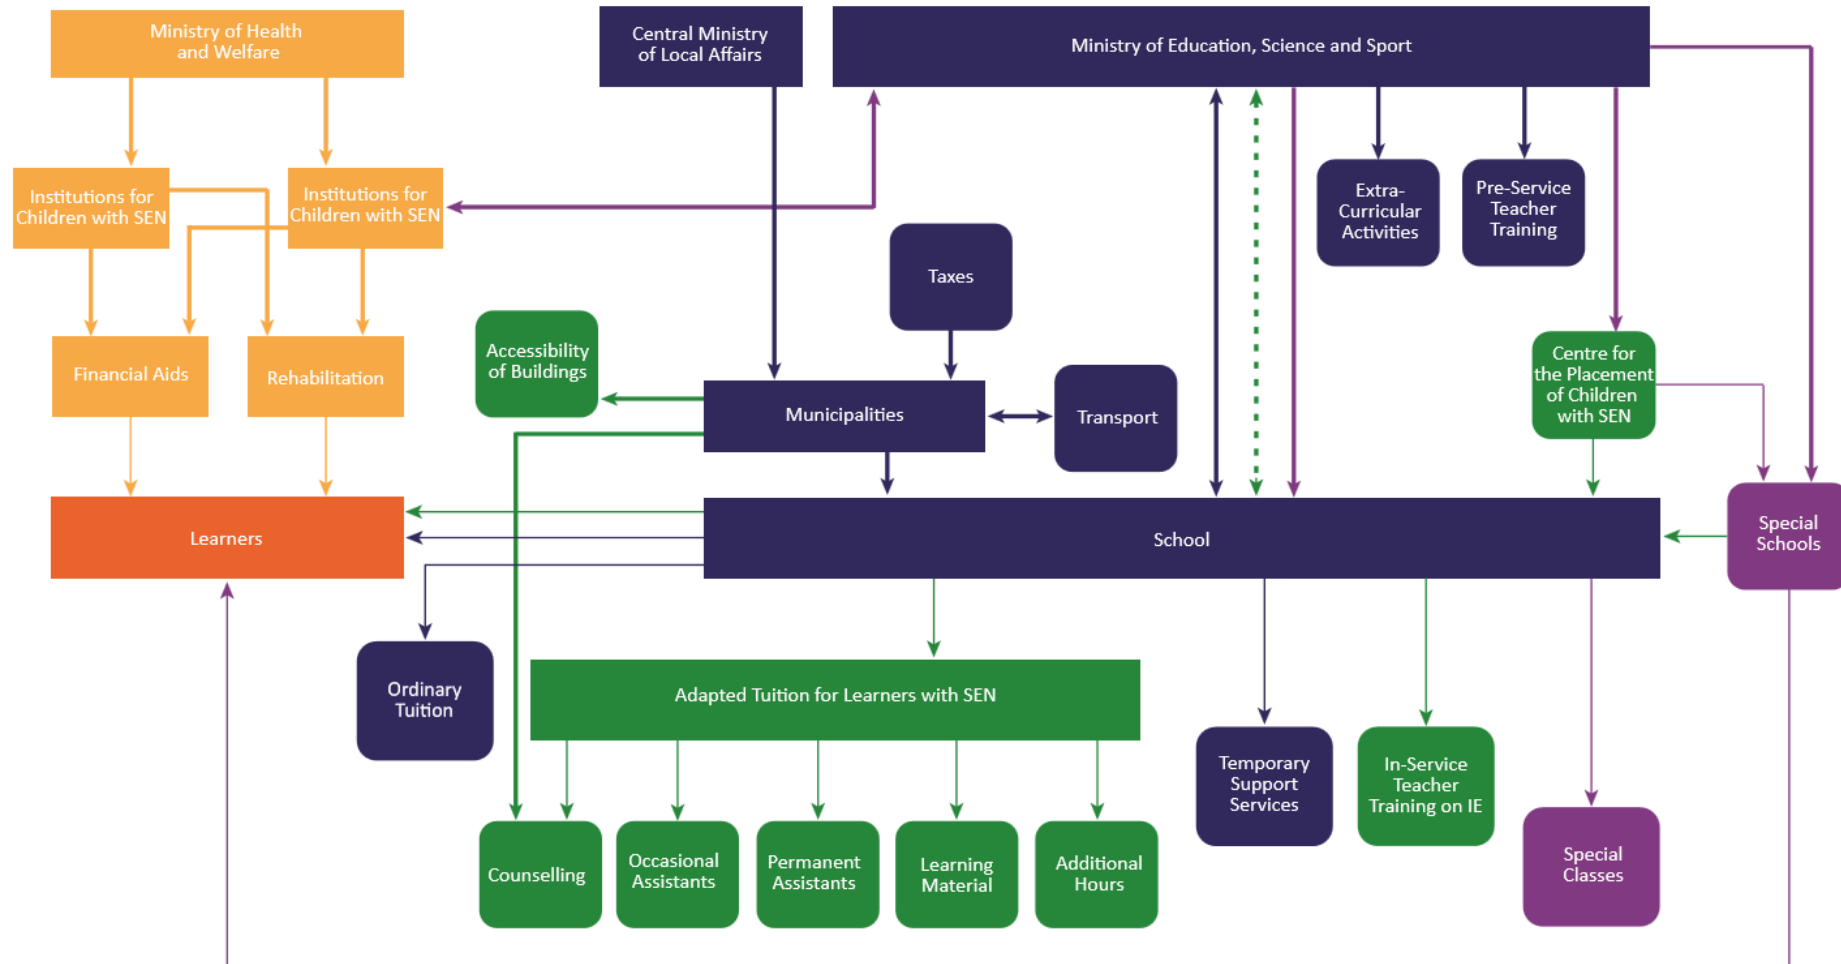 Ministry of Health
and Welfare
Central Ministry
of Local Affairs
Ministry of Education, Science and Sport
Institutions for
Children with SEN
Institutions for
Children with SEN
Extra-
Curricular
Activities
Pre-Service
Teacher
Training
Taxes
Financial Aids
Rehabilitation
Accessibility
of Buildings
Municipalities
Transport
Centre for
the Placement
of Children
with SEN
Learners
School
Special
Schools
Ordinary
Tuition
Adapted Tuition for Learners with SEN
Temporary
Support
Services
In-Service
Teacher
Training on IE
Counselling
Occasional
Assistants
Permanent
Assistants
Learning
Material
Additional
Hours
Special
Classes